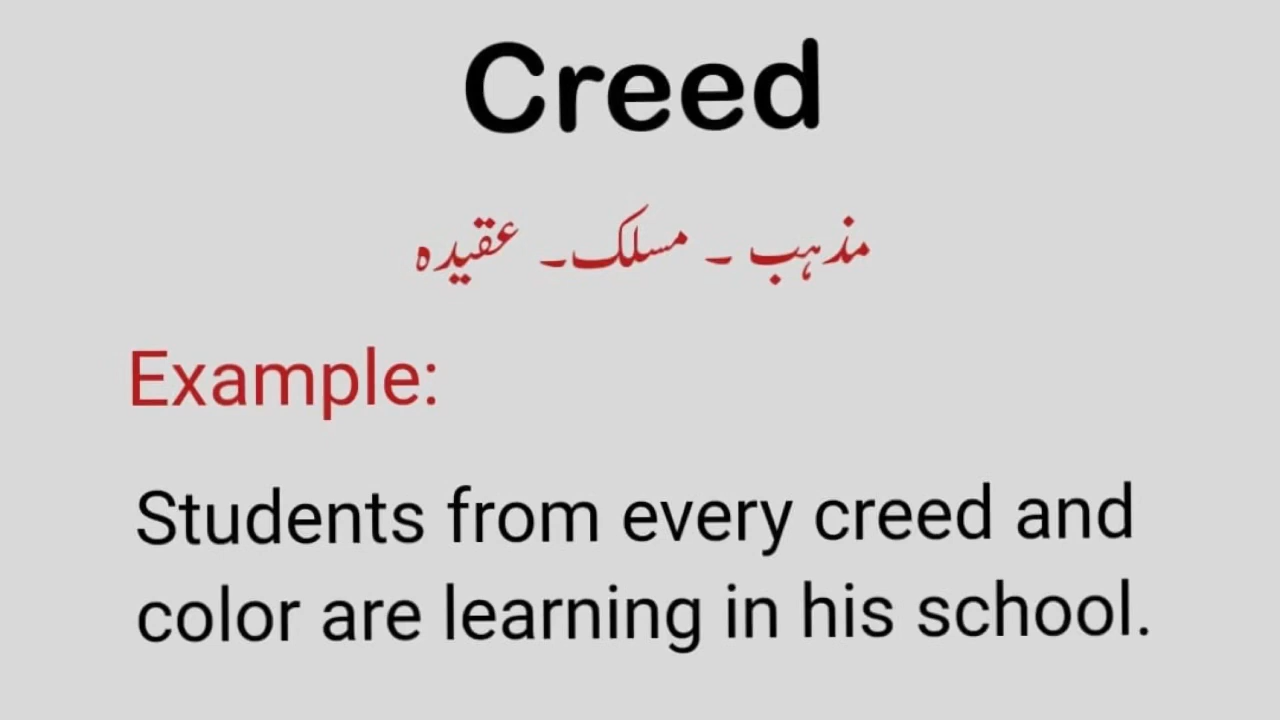 Creed
مذہب ۔ مسلک۔ عقیدہ
Example:
Students from every creed and
color are learning in his school.